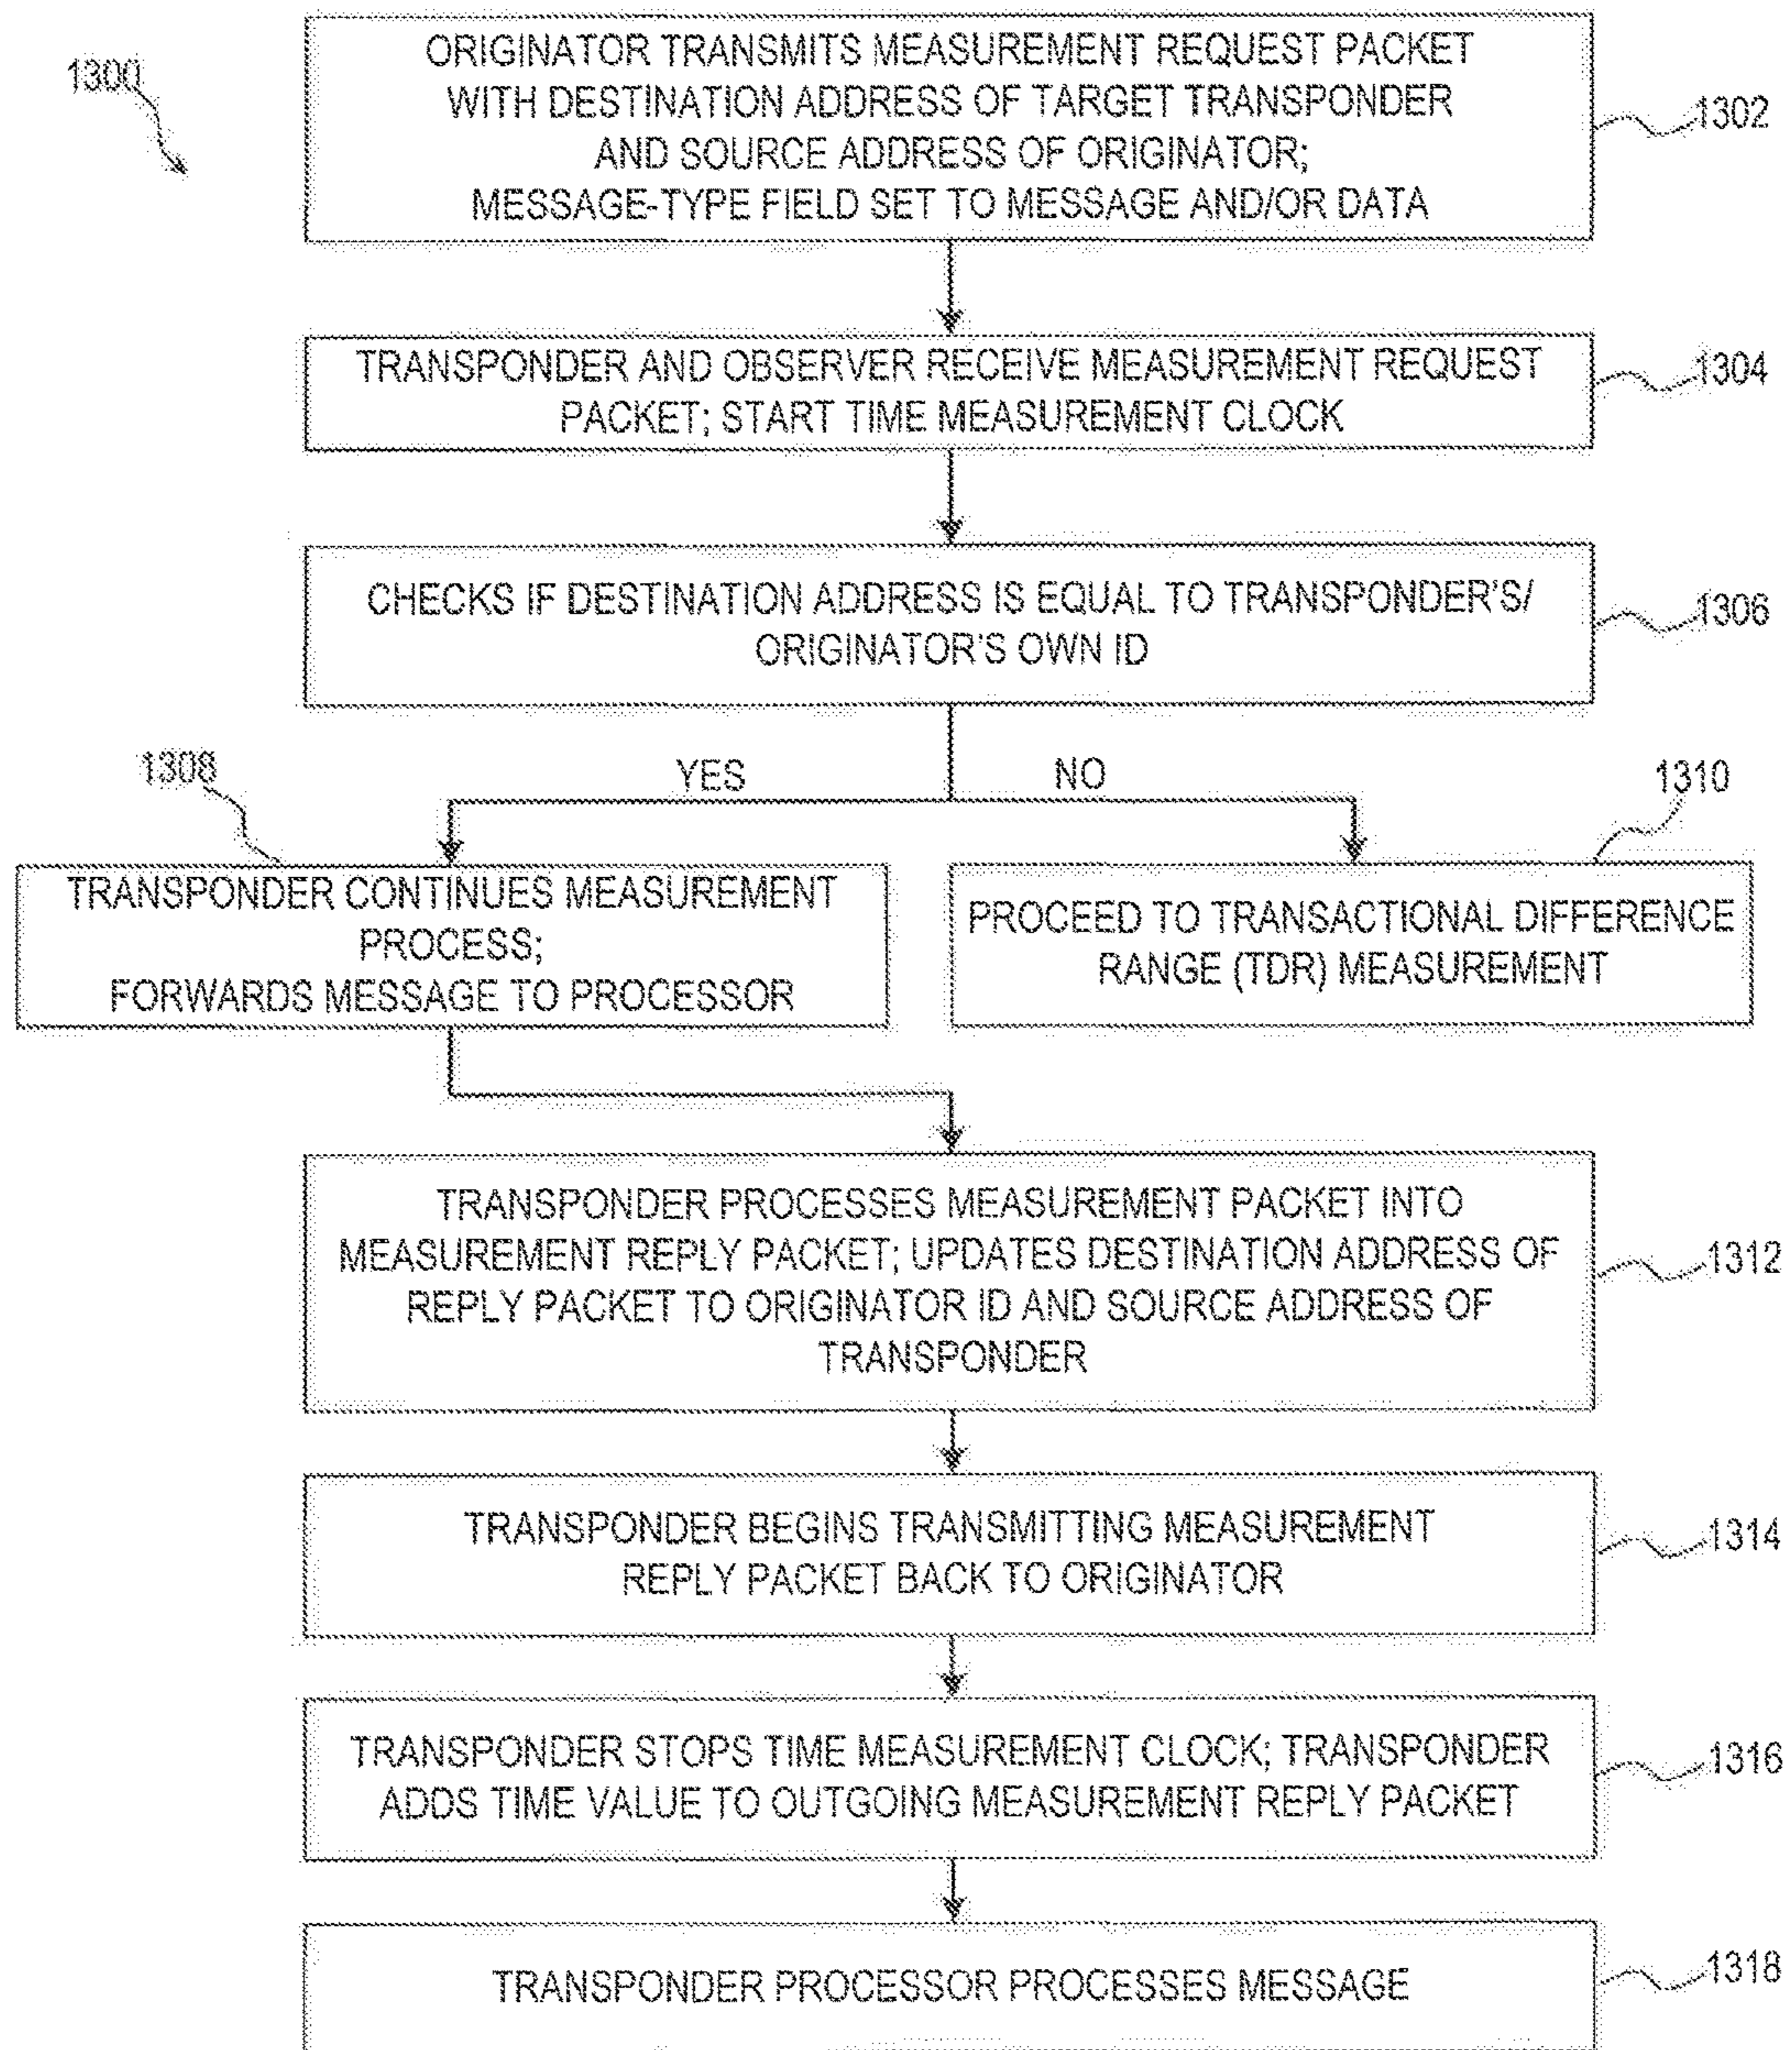 1300
ORIGINATOR TRANSMITS MEASUREMENT REQUEST PACKET
WITH DESTINATION ADDRESS OF TARGET TRANSPONDER
AND SOURCE ADDRESS OF ORIGINATOR;
MESSAGE-TYPE FIELD SET TO MESSAGE AND/OR DATA
1302
TRANSPONDER AND OBSERVER RECEIVE MEASUREMENT REQUEST
PACKET; START TIME MEASUREMENT CLOCK
1304
CHECKS IF DESTINATION ADDRESS IS EQUAL TO TRANSPONDER'S/
ORIGINATOR'S OWN ID
1306
YES
NO
1308
1310
TRANSPONDER CONTINUES MEASUREMENT
PROCESS;
FORWARDS MESSAGE TO PROCESSOR
PROCEED TO TRANSACTIONAL DIFFERENCE
RANGE (TDR) MEASUREMENT
TRANSPONDER PROCESSES MEASUREMENT PACKET INTO
MEASUREMENT REPLY PACKET; UPDATES DESTINATION ADDRESS OF
REPLY PACKET TO ORIGINATOR ID AND SOURCE ADDRESS OF
TRANSPONDER
1312
TRANSPONDER BEGINS TRANSMITTING MEASUREMENT
REPLY PACKET BACK TO ORIGINATOR
1314
TRANSPONDER STOPS TIME MEASUREMENT CLOCK; TRANSPONDER
ADDS TIME VALUE TO OUTGOING MEASUREMENT REPLY PACKET
1316
TRANSPONDER PROCESSOR PROCESSES MESSAGE
1318